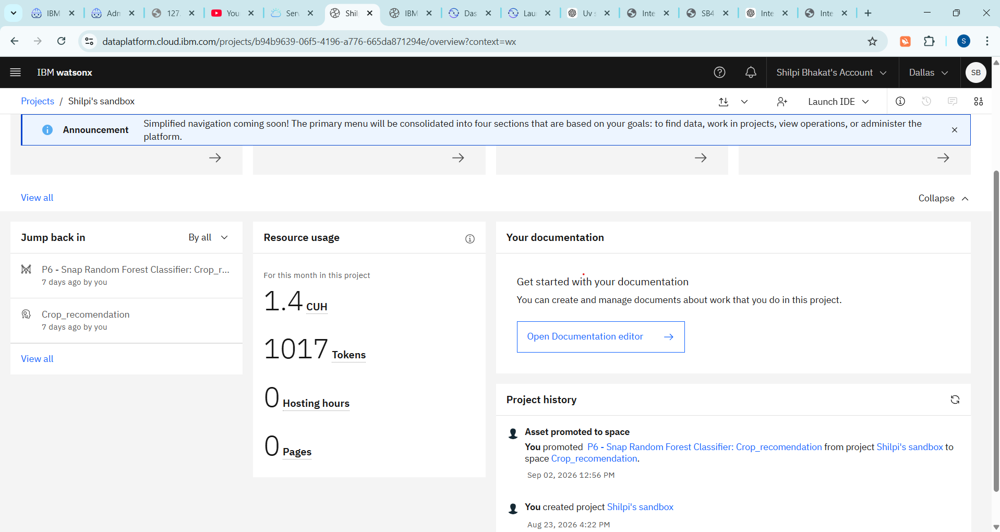 IBM
Adm
127.
You
Serv
Shilp
IBM
Das
Lau
Uv s
Inte
SB4
Inte
Inte
dataplatform.cloud.ibm.com/projects/b94b9639-06f5-4196-a776-665da871294e/overview?context=wx
S
IBM watsonx
Shilpi Bhakat's Account
Dallas
SB
Projects / Shilpi's sandbox
Launch IDE
Announcement
Simplified navigation coming soon! The primary menu will be consolidated into four sections that are based on your goals: to find data, work in projects, view operations, or administer the
platform.
View all
Collapse
Jump back in
By all
P6 - Snap Random Forest Classifier: Crop_r...
7 days ago by you
Crop_recomendation
7 days ago by you
View all
Resource usage
For this month in this project
1.4 CUH
1017 Tokens
0 Hosting hours
0 Pages
Your documentation
Get started with your documentation
You can create and manage documents about work that you do in this project.
Open Documentation editor
Project history
Asset promoted to space
You promoted P6 - Snap Random Forest Classifier: Crop_recomendation from project Shilpi's sandbox to
space Crop_recomendation.
Sep 02, 2026 12:56 PM
You created project Shilpi's sandbox
Aug 23, 2026 4:22 PM